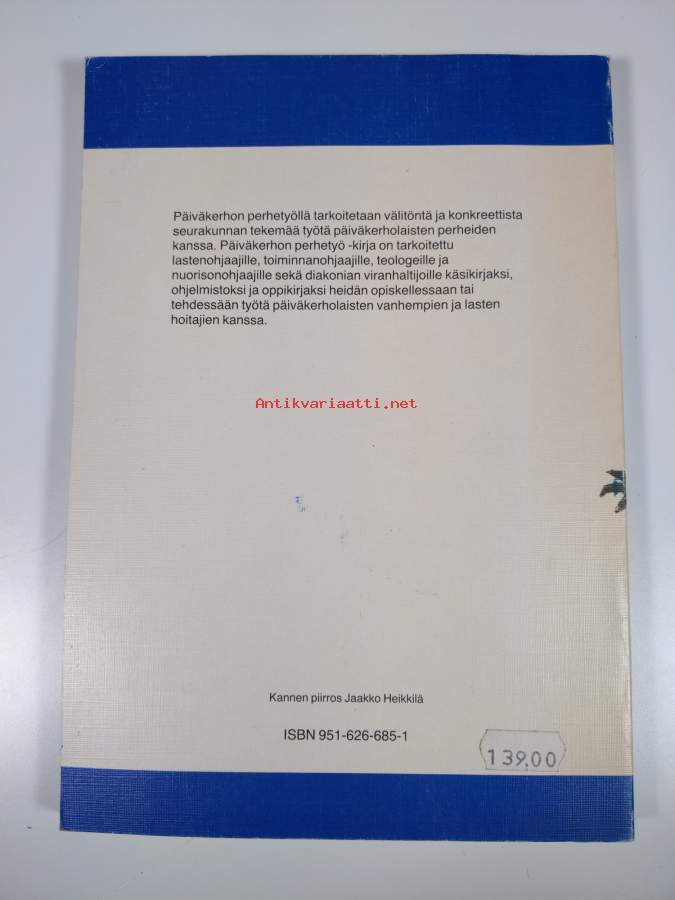 Päiväkerhon perhetyöllä tarkoitetaan välitöntä ja konkreettista
seurakunnan tekemää työtä päiväkerholaisten perheiden
kanssa. Päiväkerhon perhetyö -kirja on tarkoitettu
lastenohjaajille, toiminnanohjaajille, teologeille ja
nuorisonohjaajille sekä diakonian viranhaltijoille käsikirjaksi,
ohjelmistoksi ja oppikirjaksi heidän opiskellessaan tai
tehdessään työtä päiväkerholaisten vanhempien ja lasten
hoitajien kanssa.
Antikvariaatti.net
Kannen piirros Jaakko Heikkilä
ISBN 951-626-685-1
139.00